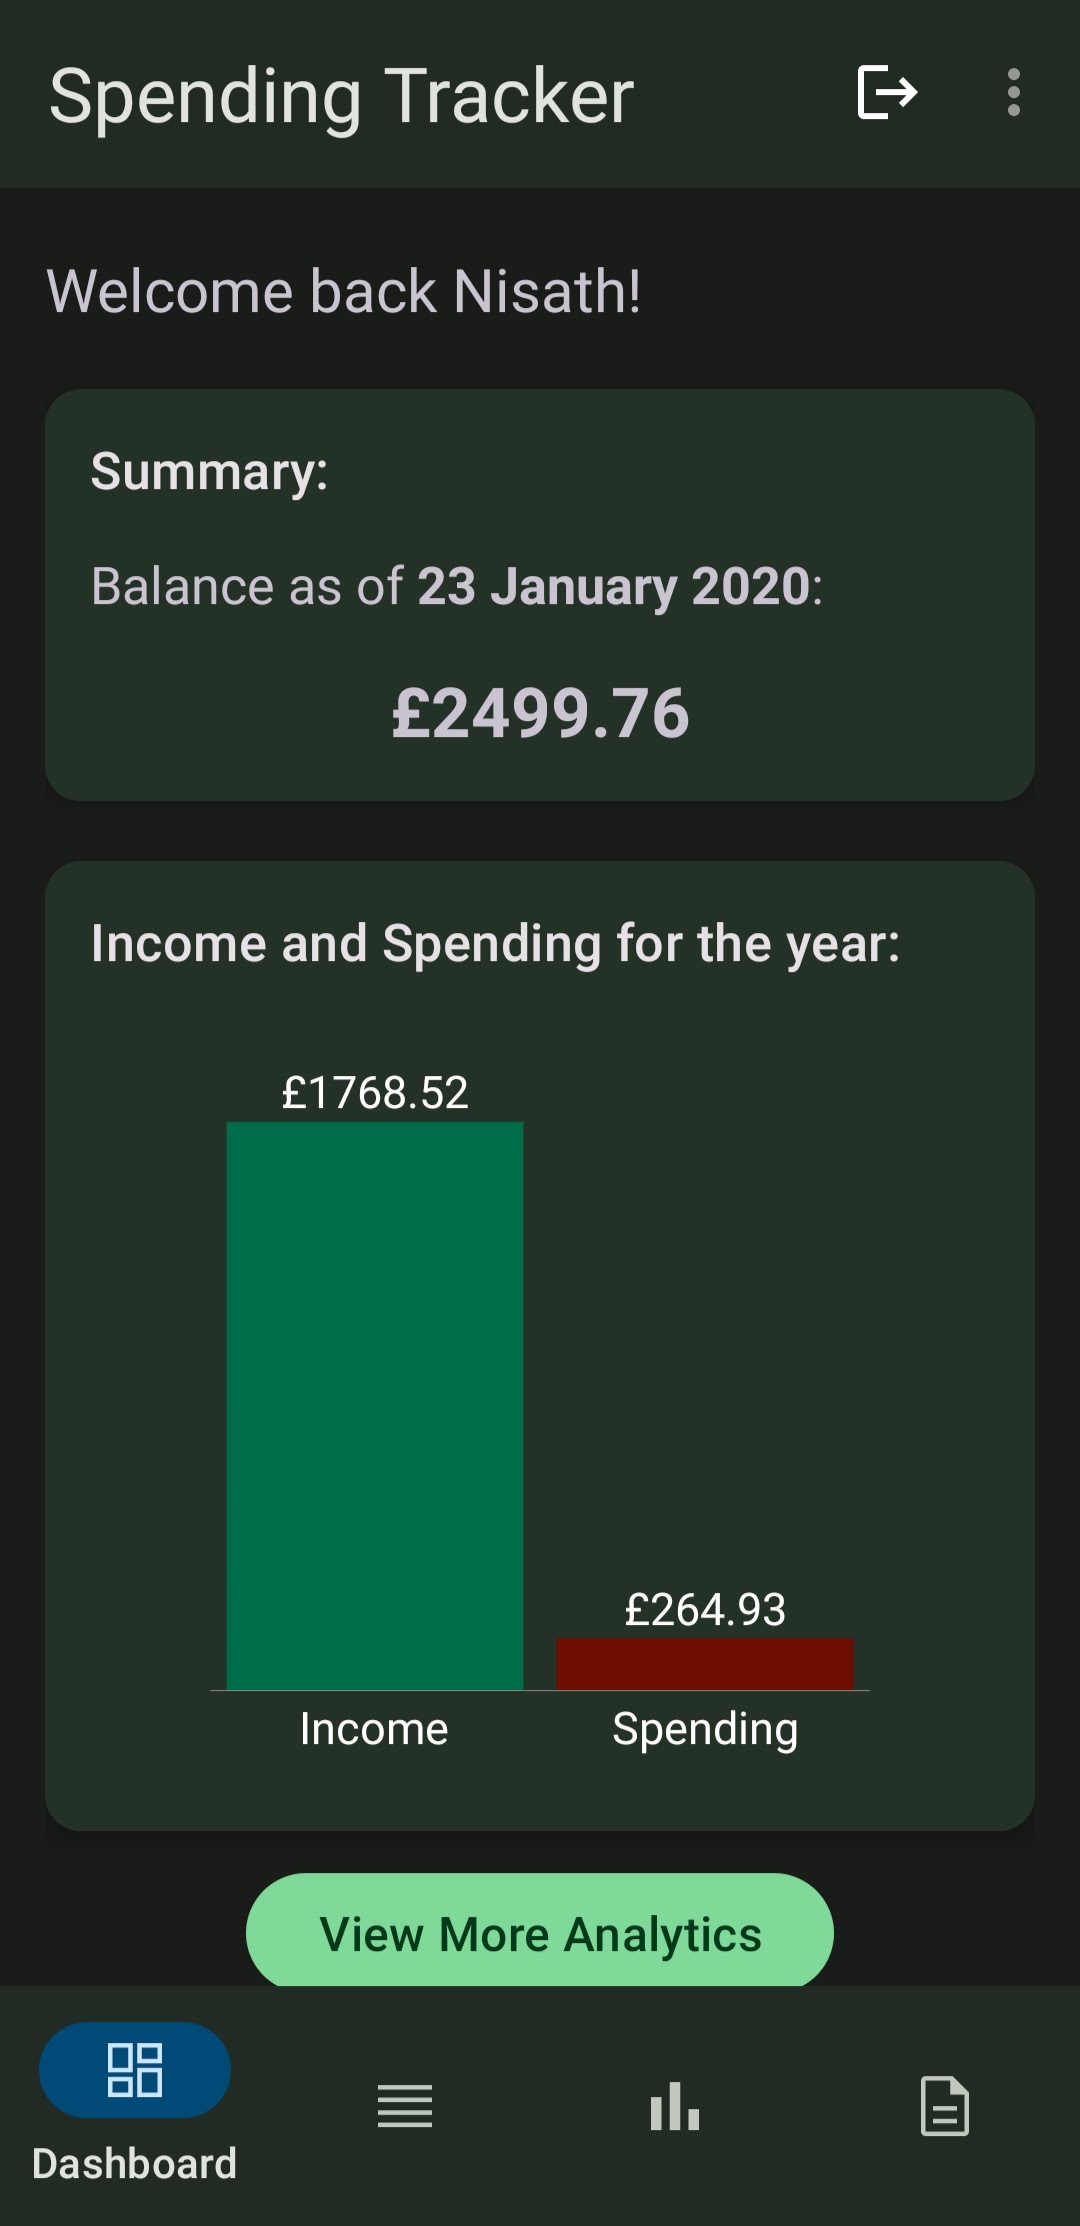 Spending Tracker
Welcome back Nisath!
Summary:
Balance as of 23 January 2020:
£2499.76
Income and Spending for the year:
£1768.52
£264.93
Income
Spending
View More Analytics
Dashboard